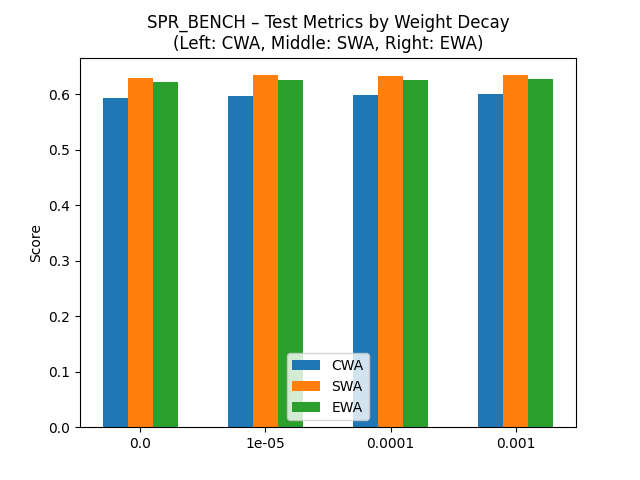 SPR_BENCH – Test Metrics by Weight Decay
(Left: CWA, Middle: SWA, Right: EWA)
Score
0.6
0.5
0.4
0.3
0.2
0.1
0.0
CWA
SWA
EWA
0.0
1e-05
0.0001
0.001